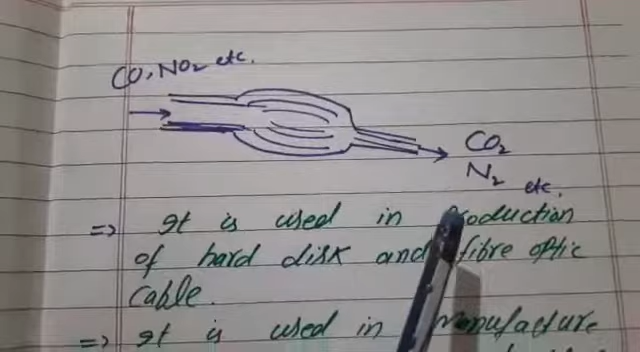 CO, NO2 etc.
CO2
N2 etc.
=> It is used in production
of hard disk and fibre optic
cable.
=> It is used in manufacture